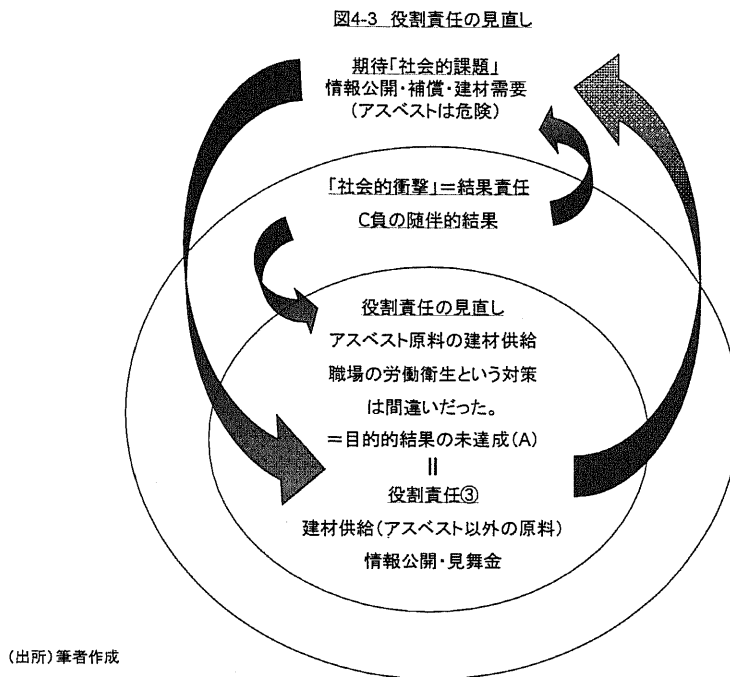 図4-3 役割責任の見直し
期待「社会的課題」
情報公開・補償・建材需要
(アスベストは危険)
「社会的衝撃」=結果責任
C負の随伴的結果
役割責任の見直し
アスベスト原料の建材供給
職場の労働衛生という対策
は間違いだった。
=目的的結果の未達成(A)
||
役割責任③
建材供給(アスベスト以外の原料)
情報公開・見舞金
(出所)筆者作成